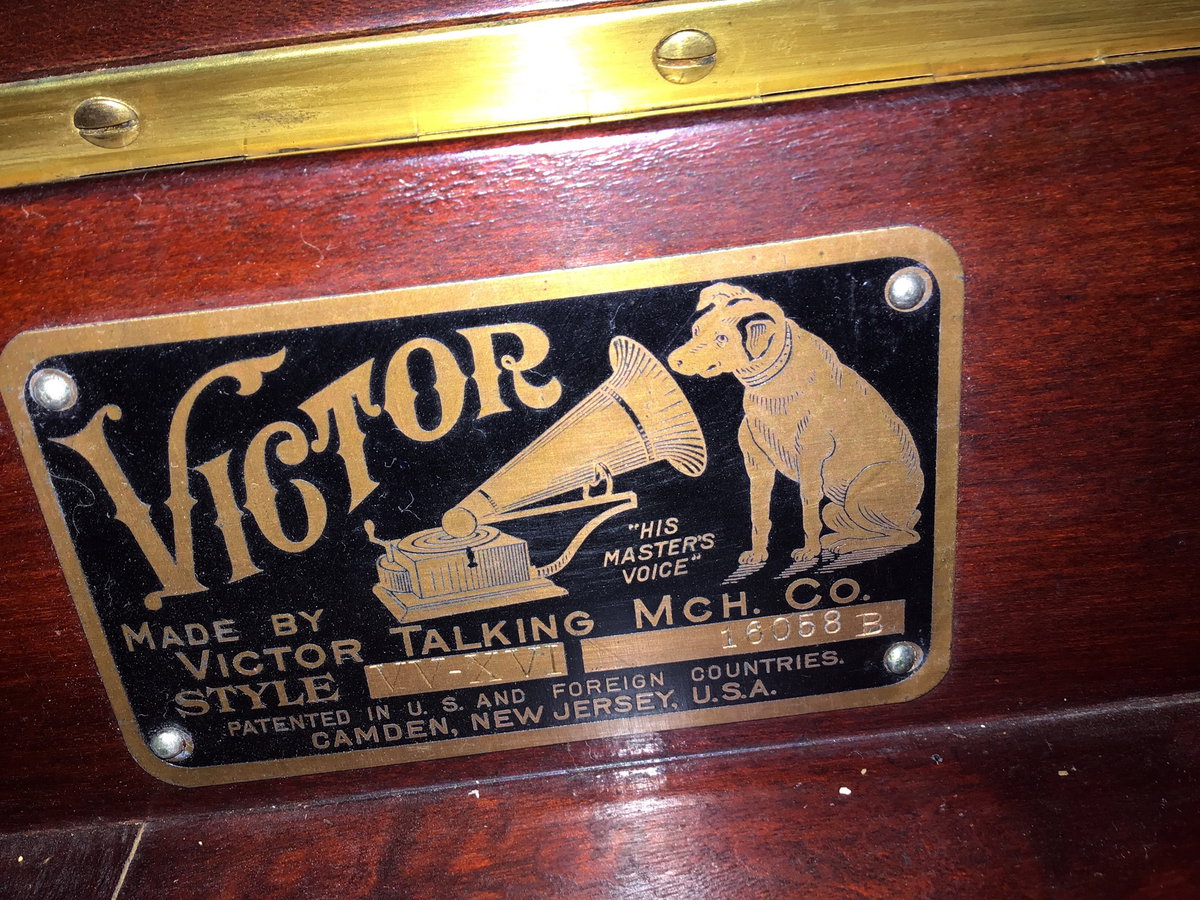 VICTOR
"HIS
MASTER'S
VOICE"
MADE BY
VICTOR TALKING MCH. CO.
STYLE VV-XVI 16058 B
PATENTED IN U. S. AND FOREIGN COUNTRIES.
CAMDEN, NEW JERSEY, U.S.A.